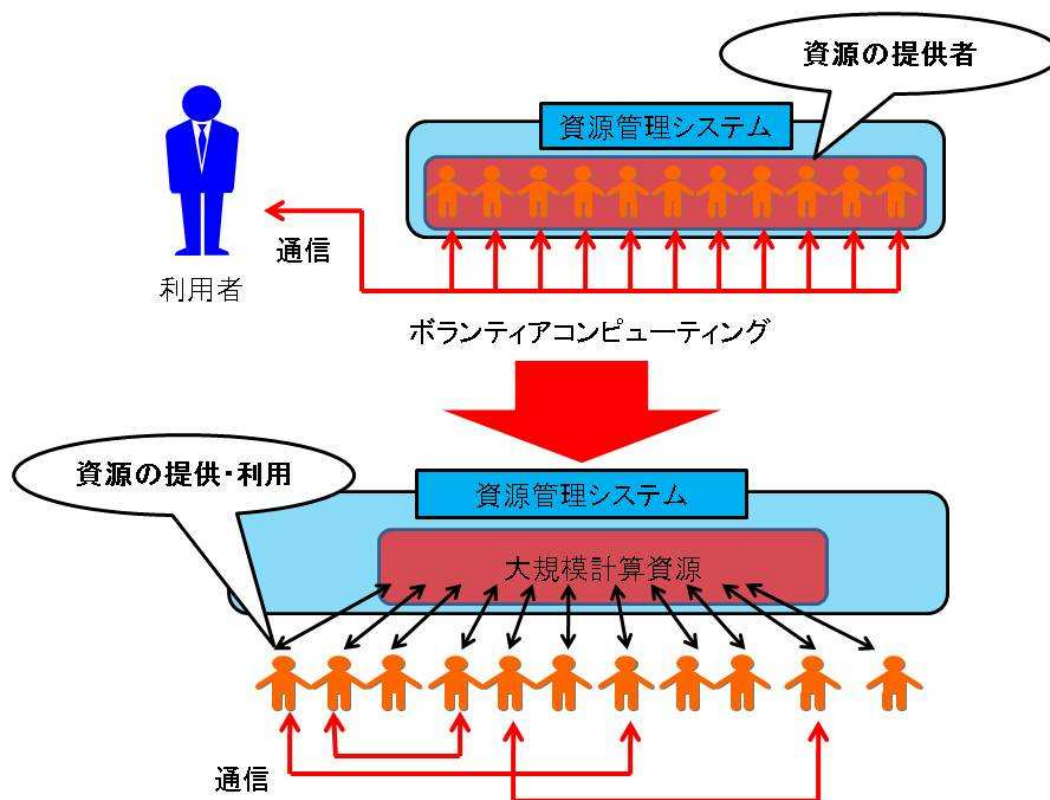 資源の提供者
資源管理システム
通信
利用者
ボランティアコンピューティング
資源の提供・利用
資源管理システム
大規模計算資源
通信